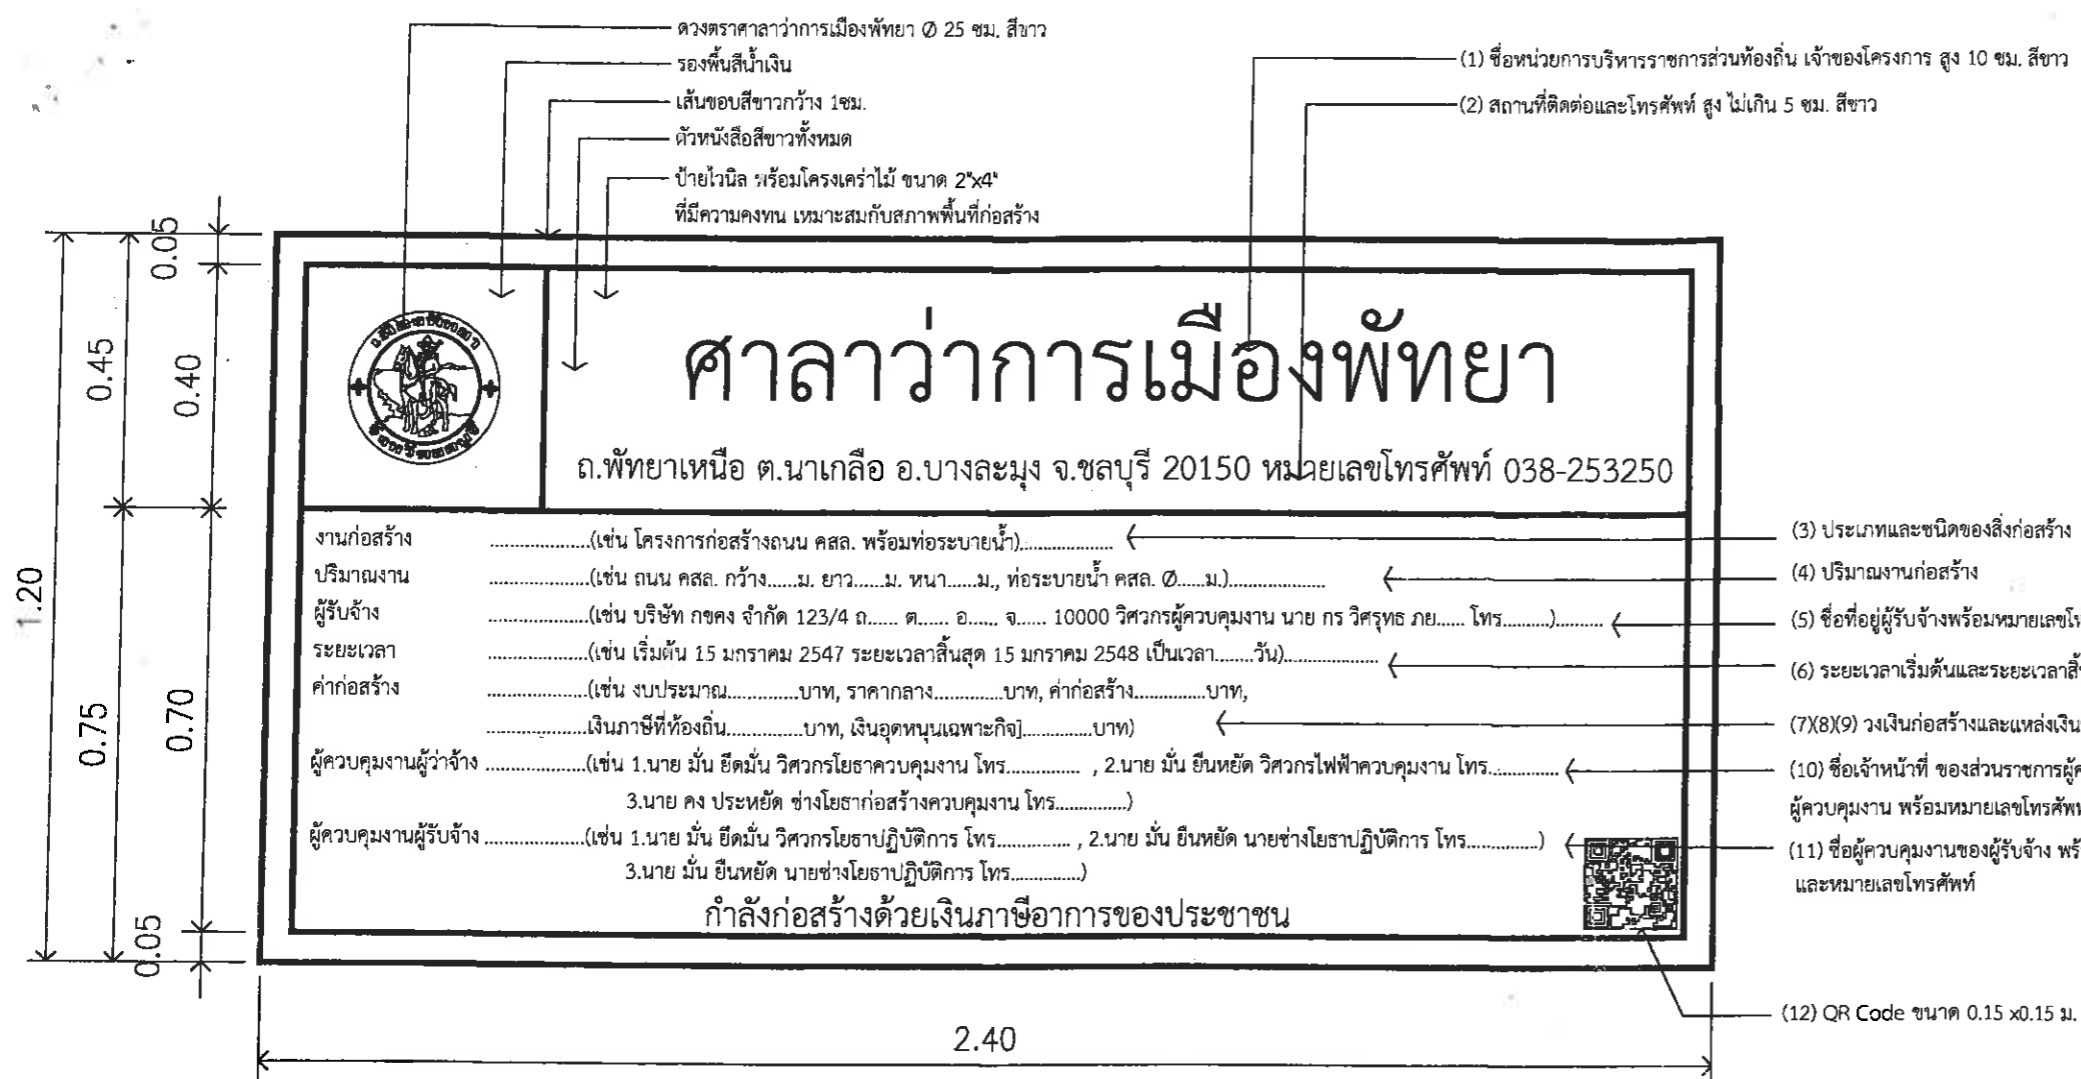 ดวงตราศาลาว่าการเมืองพัทยา Ø 25 ซม. สีขาว
รองพื้นสีน้ำเงิน
เส้นขอบสีขาวกว้าง 1ซม.
ตัวหนังสือสีขาวทั้งหมด
ป้ายไวนิล พร้อมโครงเคร่าไม้ ขนาด 2"x4"
ที่มีความคงทน เหมาะสมกับสภาพพื้นที่ก่อสร้าง
(1) ชื่อหน่วยการบริหารราชการส่วนท้องถิ่น เจ้าของโครงการ สูง 10 ซม. สีขาว
(2) สถานที่ติดต่อและโทรศัพท์ สูง ไม่เกิน 5 ซม. สีขาว
0.05
0.45
0.40
1.20
0.75
0.70
0.05
ศาลาว่าการเมืองพัทยา
ถ.พัทยาเหนือ ต.นาเกลือ อ.บางละมุง จ.ชลบุรี 20150 หมายเลขโทรศัพท์ 038-253250
งานก่อสร้าง ..................(เช่น โครงการก่อสร้างถนน คสล. พร้อมท่อระบายน้ำ)................. (3) ประเภทและชนิดของสิ่งก่อสร้าง
ปริมาณงาน ..................(เช่น ถนน คสล. กว้าง......ม. ยาว......ม. หนา......ม., ท่อระบายน้ำ คสล. Ø.....ม.).................. (4) ปริมาณงานก่อสร้าง
ผู้รับจ้าง ..................(เช่น บริษัท กขคง จำกัด 123/4 ถ...... ต...... อ...... จ...... 10000 วิศวกรผู้ควบคุมงาน นาย กร วิศรุทธ ภย...... โทร..........)......... (5) ชื่อที่อยู่ผู้รับจ้างพร้อมหมายเลขโท
ระยะเวลา ..................(เช่น เริ่มต้น 15 มกราคม 2547 ระยะเวลาสิ้นสุด 15 มกราคม 2548 เป็นเวลา........วัน)................. (6) ระยะเวลาเริ่มต้นและระยะเวลาสิ้
ค่าก่อสร้าง ..................(เช่น งบประมาณ..............บาท, ราคากลาง..............บาท, ค่าก่อสร้าง..............บาท,
..................เงินภาษีที่ท้องถิ่น..............บาท, เงินอุดหนุนเฉพาะกิจ]..............บาท) (7)(8)(9) วงเงินก่อสร้างและแหล่งเงิน
ผู้ควบคุมงานผู้ว่าจ้าง ..................(เช่น 1.นาย มั่น ยึดมั่น วิศวกรโยธาควบคุมงาน โทร.............. , 2.นาย มั่น ยืนหยัด วิศวกรไฟฟ้าควบคุมงาน โทร.............. (10) ชื่อเจ้าหน้าที่ ของส่วนราชการผู้ค
3.นาย คง ประหยัด ช่างโยธาก่อสร้างควบคุมงาน โทร..............) ผู้ควบคุมงาน พร้อมหมายเลขโทรศัพท
ผู้ควบคุมงานผู้รับจ้าง ..................(เช่น 1.นาย มั่น ยึดมั่น วิศวกรโยธาปฏิบัติการ โทร.............. , 2.นาย มั่น ยืนหยัด นายช่างโยธาปฏิบัติการ โทร..............) (11) ชื่อผู้ควบคุมงานของผู้รับจ้าง พร้
3.นาย มั่น ยืนหยัด นายช่างโยธาปฏิบัติการ โทร..............) และหมายเลขโทรศัพท์
กำลังก่อสร้างด้วยเงินภาษีอาการของประชาชน
(12) QR Code ขนาด 0.15 x0.15 ม.
2.40